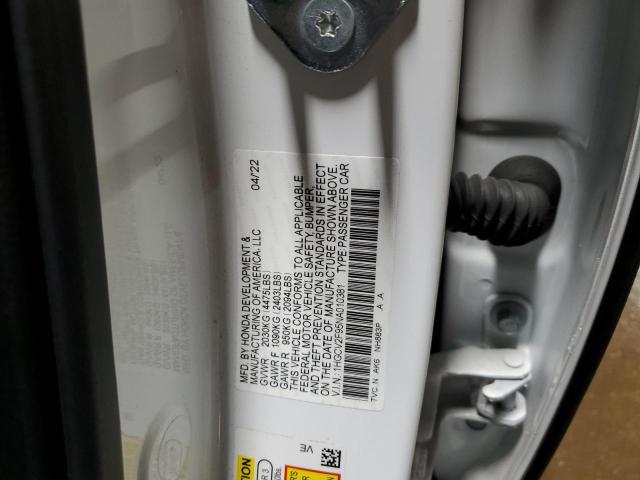 MFD. BY HONDA DEVELOPMENT & 04/22
MANUFACTURING OF AMERICA, LLC
GVWR 2030KG (4475LBS)
GAWR F 1090KG (2403LBS)
GAWR R 950KG (2094LBS)
THIS VEHICLE CONFORMS TO ALL APPLICABLE
FEDERAL MOTOR VEHICLE SAFETY BUMPER,
AND THEFT PREVENTION STANDARDS IN EFFECT
ON THE DATE OF MANUFACTURE SHOWN ABOVE.
V.I.N.: 1HGCV2F95NA010381 TYPE:PASSENGER CAR
TVC N AK6 NH883P A A
VE